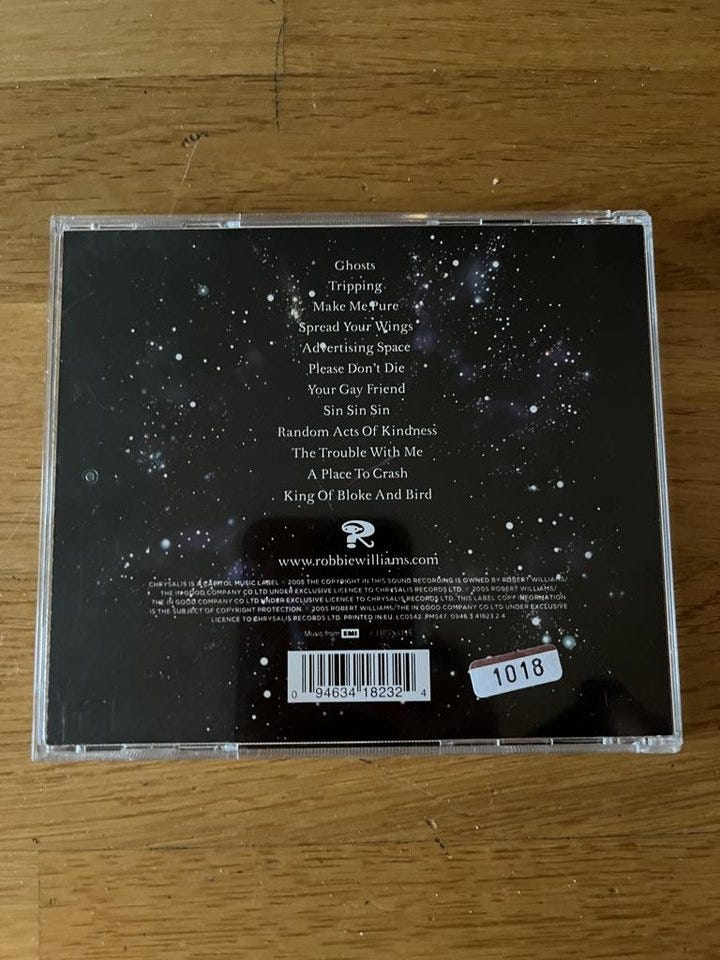 Ghosts
Tripping
Make Me Pure
Spread Your Wings
Advertising Space
Please Don't Die
Your Gay Friend
Sin Sin Sin
Random Acts Of Kindness
The Trouble With Me
A Place To Crash
King Of Bloke And Bird
R
www.robbiewilliams.com
CHRYSALIS IS A CAPITOL MUSIC LABEL ℗ 2005 THE COPYRIGHT IN THIS SOUND RECORDING IS OWNED BY ROBERT WILLIAMS/
THE IN GOOD COMPANY CO LTD UNDER EXCLUSIVE LICENCE TO CHRYSALIS RECORDS LTD. © 2005 ROBERT WILLIAMS/
THE IN GOOD COMPANY CO LTD UNDER EXCLUSIVE LICENCE TO CHRYSALIS RECORDS LTD. THIS LABEL COPY INFORMATION
IS THE SUBJECT OF COPYRIGHT PROTECTION. © 2005 ROBERT WILLIAMS/THE IN GOOD COMPANY CO LTD UNDER EXCLUSIVE
LICENCE TO CHRYSALIS RECORDS LTD. PRINTED IN EU. LC0542. PM547. 0946 3 41823 2 4
Music from EMI CHRYSALIS
0 94634 18232 4
1018